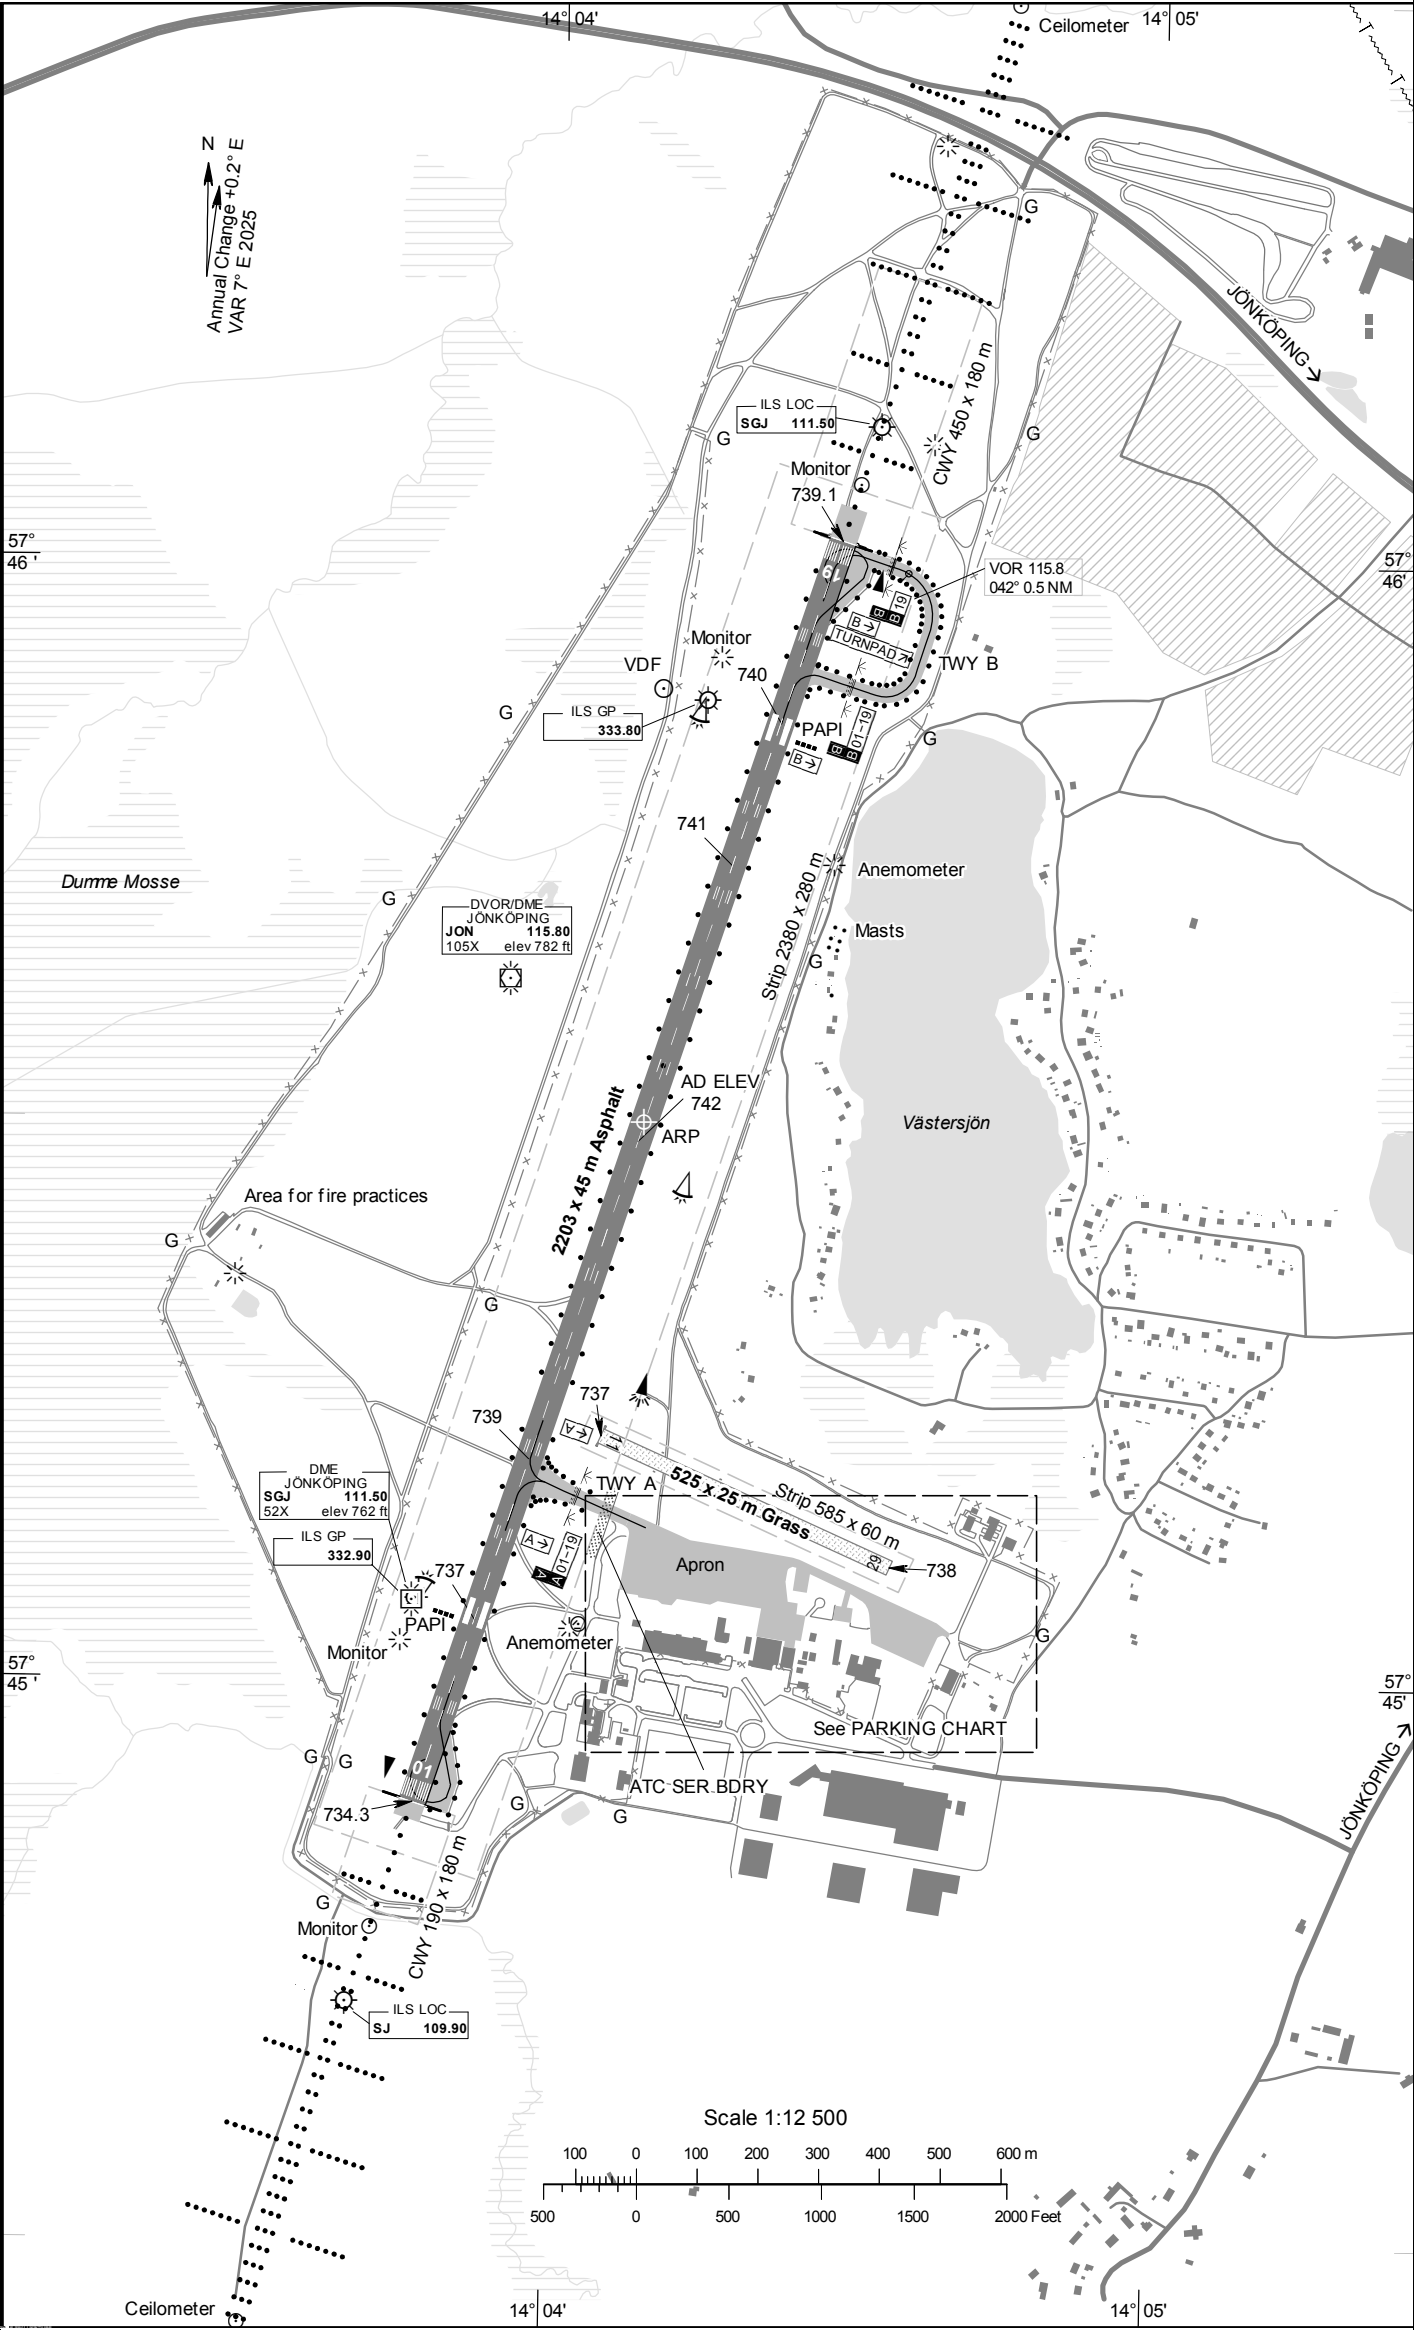 14° 04'
14° 05'
Ceilometer
N
Annual Change +0.2° E
VAR 7° E 2025
G
JÖNKÖPING
CWY 450 x 180 m
ILS LOC
SGJ 111.50
G
G
Monitor
739.1
57°
46 '
57°
46'
19
VOR 115.8
042° 0.5 NM
B 19
B
B
TURNPAD
Monitor
VDF
740
TWY B
ILS GP
333.80
G
PAPI
B 01-19
B
B
G
741
Strip 2380 x 280 m
Anemometer
Dumme Mosse
G
DVOR/DME
JÖNKÖPING
JON 115.80
105X elev 782 ft
Masts
G
AD ELEV
742
ARP
2203 x 45 m Asphalt
Västersjön
Area for fire practices
G
G
737
739
A
11
TWY A
525 x 25 m Grass
Strip 585 x 60 m
DME
JÖNKÖPING
SGJ 111.50
52X elev 762 ft
ILS GP
332.90
A
A 01-19
A
Apron
29
738
737
PAPI
Anemometer
Monitor
G
57°
45 '
57°
45'
See PARKING CHART
G
G
01
ATC SER.BDRY
734.3
G
G
JÖNKÖPING
CWY 190 x 180 m
G
Monitor
ILS LOC
SJ 109.90
Scale 1:12 500
100 0 100 200 300 400 500 600 m
500 0 500 1000 1500 2000 Feet
Ceilometer
14° 04'
14° 05'